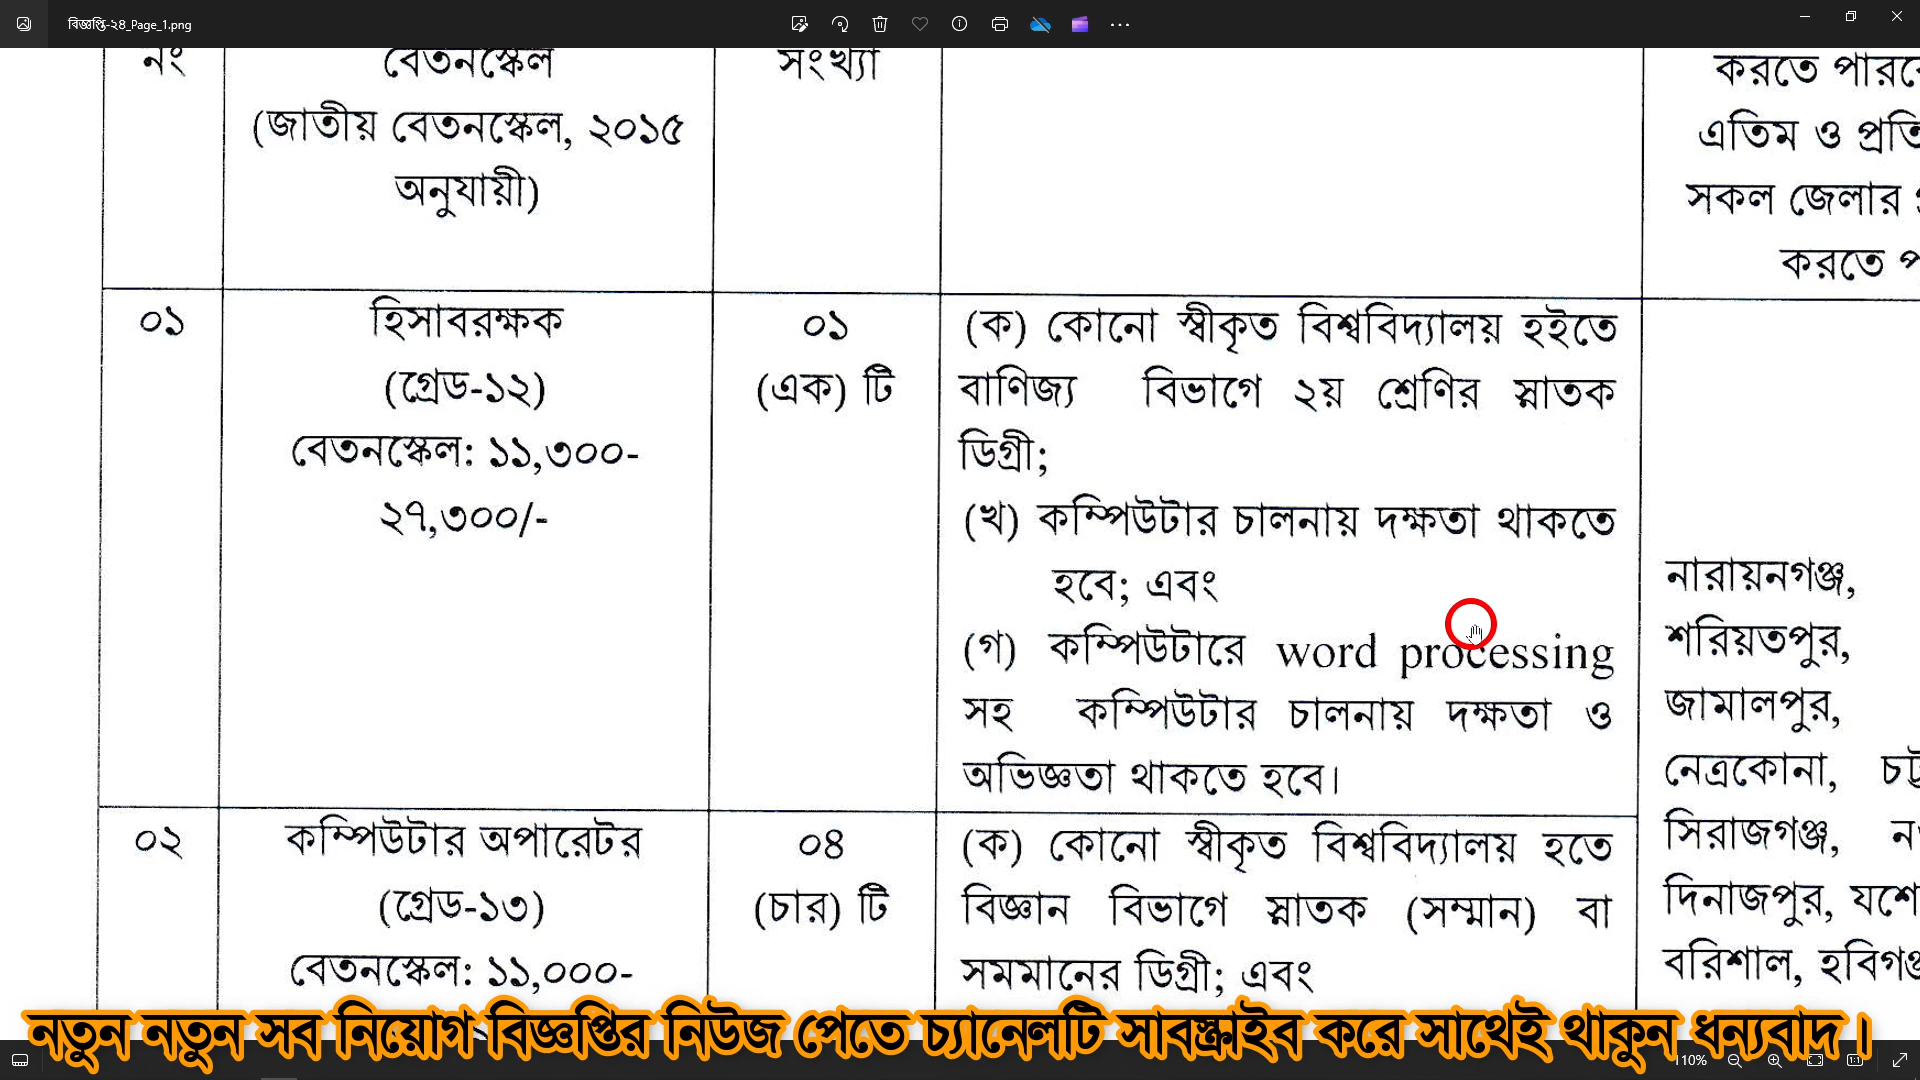 বিজ্ঞপ্তি-২৪_Page_1.png
নং
বেতনস্কেল
(জাতীয় বেতনস্কেল, ২০১৫
অনুযায়ী)
সংখ্যা
করতে
এতিম ও
সকল জেলার
করতে
০১
হিসাবরক্ষক
(গ্রেড-১২)
বেতনস্কেল: ১১,৩০০-
২৭,৩০০/-
০১
(এক) টি
(ক) কোনো স্বীকৃত বিশ্ববিদ্যালয় হইতে
বাণিজ্য বিভাগে ২য় শ্রেণির স্নাতক
ডিগ্রী;
(খ) কম্পিউটার চালনায় দক্ষতা থাকতে
হবে; এবং
(গ) কম্পিউটারে word processing
সহ কম্পিউটার চালনায় দক্ষতা ও
অভিজ্ঞতা থাকতে হবে।
০২
কম্পিউটার অপারেটর
(গ্রেড-১৩)
বেতনস্কেল: ১১,০০০-
০৪
(চার) টি
(ক) কোনো স্বীকৃত বিশ্ববিদ্যালয় হতে
বিজ্ঞান বিভাগে স্নাতক (সম্মান) বা
সমমানের ডিগ্রী; এবং
নারায়নগঞ্জ,
শরিয়তপুর,
জামালপুর,
নেত্রকোনা,
সিরাজগঞ্জ,
দিনাজপুর,
বরিশাল,
নতুন নতুন সব নিয়োগ বিজ্ঞপ্তির নিউজ পেতে চ্যানেলটি সাবস্ক্রাইব করে সাথেই থাকুন ধন্যবাদ।
110%